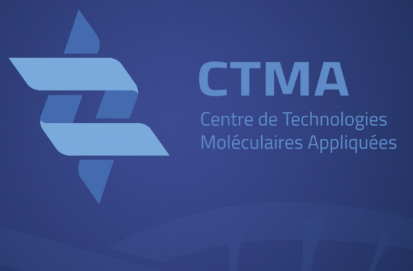 CTMA
Centre de Technologies
Moléculaires Appliquées